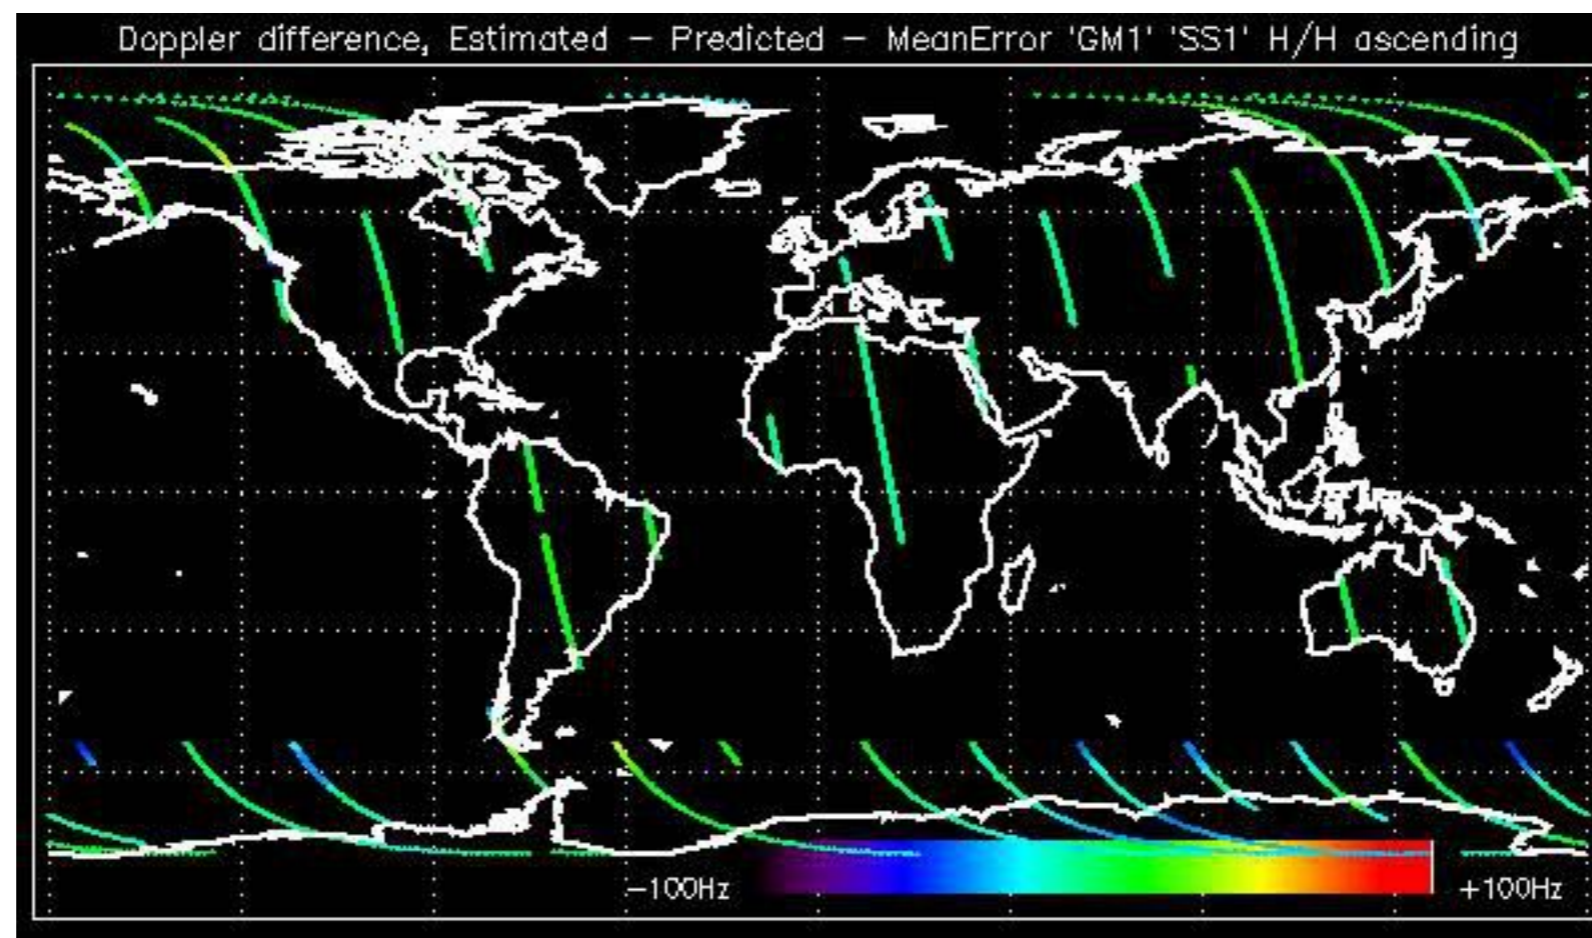 Doppler difference, Estimated – Predicted – MeanError 'GM1' 'SS1' H/H ascending
–100Hz
+100Hz